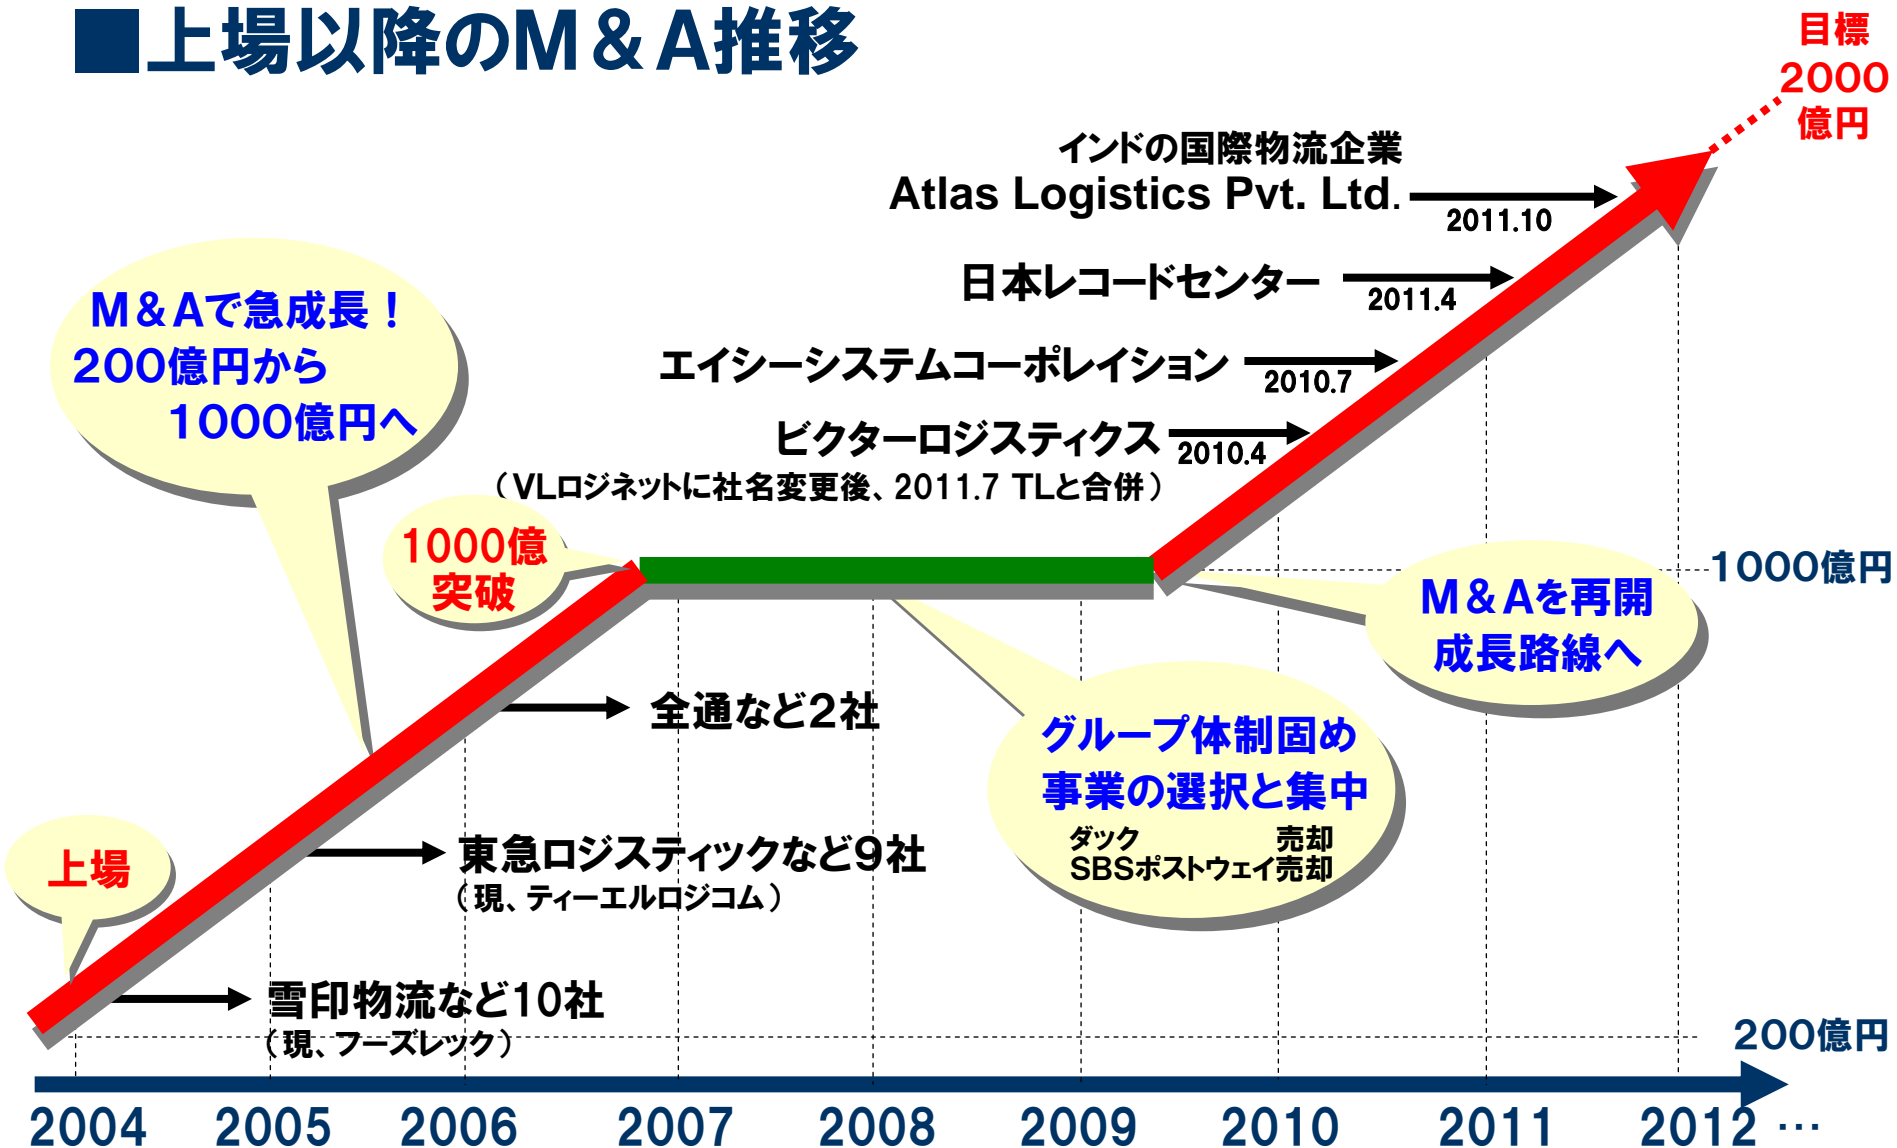 ■上場以降のM＆A推移
目標
2000
億円
インドの国際物流企業
Atlas Logistics Pvt. Ltd.
2011.10
日本レコードセンター
2011.4
エイシーシステムコーポレイション
2010.7
ビクターロジスティクス
2010.4
（VLロジネットに社名変更後、2011.7 TLと合併）
M＆Aで急成長！
200億円から
1000億円へ
1000億
突破
1000億円
M＆Aを再開
成長路線へ
全通など2社
グループ体制固め
事業の選択と集中
ダック 売却
SBSポストウェイ売却
上場
東急ロジスティックなど9社
（現、ティーエルロジコム）
雪印物流など10社
（現、フーズレック）
200億円
2004 2005 2006 2007 2008 2009 2010 2011 2012 …